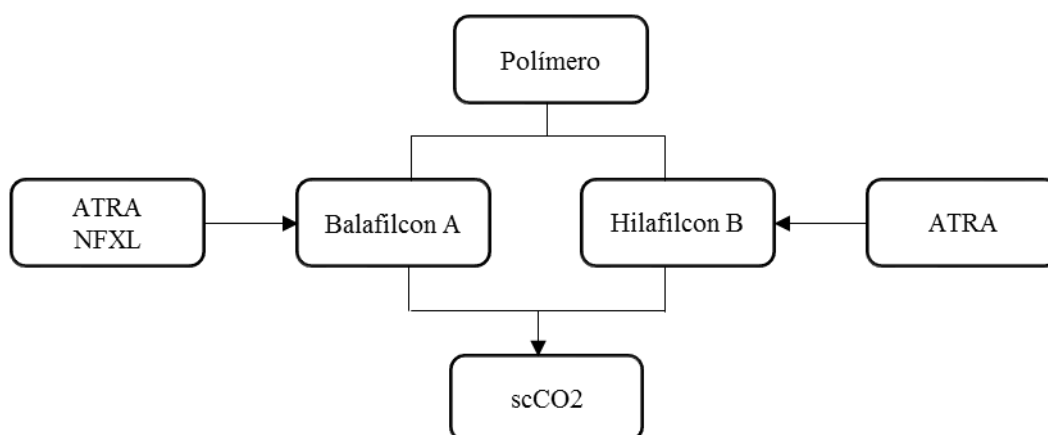 Polímero
ATRA
NFXL
Balafilcon A
Hilafilcon B
ATRA
scCO2